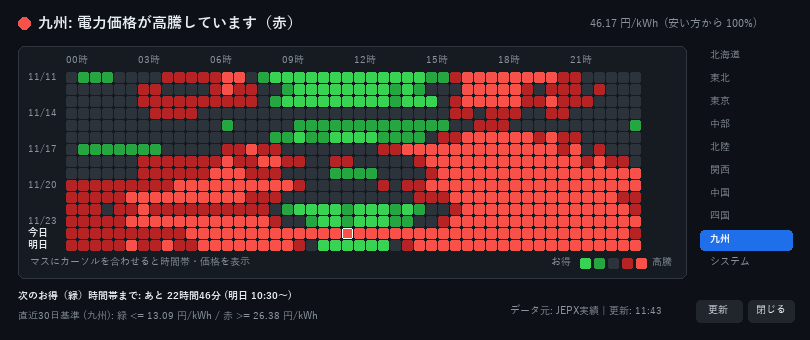 九州: 電力価格が高騰しています（赤）
46.17 円/kWh（安い方から 100%）
00時 03時 06時 09時 12時 15時 18時 21時
11/11
11/14
11/17
11/20
11/23
今日
明日
マスにカーソルを合わせると時間帯・価格を表示
お得 高騰
北海道
東北
東京
中部
北陸
関西
中国
四国
九州
システム
次のお得（緑）時間帯まで: あと 22時間46分 (明日 10:30〜)
直近30日基準 (九州): 緑 <= 13.09 円/kWh / 赤 >= 26.38 円/kWh
データ元: JEPX実績 | 更新: 11:43
更新 閉じる